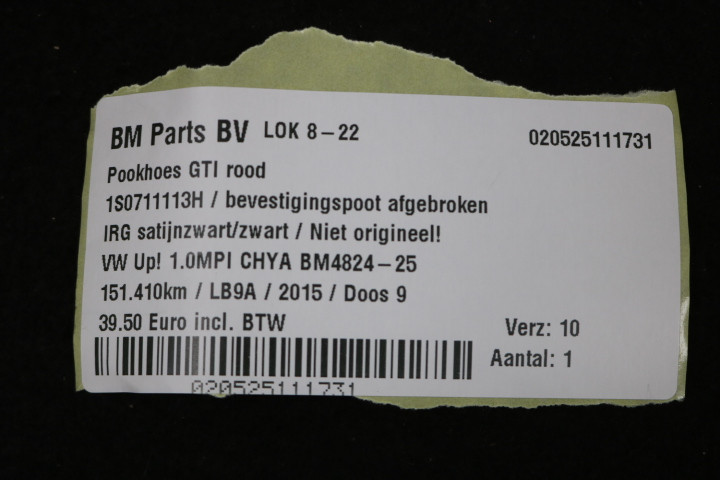 BM Parts BV LOK 8-22 020525111731
Pookhoes GTI rood
1S0711113H / bevestigingspoot afgebroken
IRG satijnzwart/zwart / Niet origineel!
VW Up! 1.0MPI CHYA BM4824-25
151.410km / LB9A / 2015 / Doos 9
39.50 Euro incl. BTW Verz: 10
Aantal: 1
020525111731